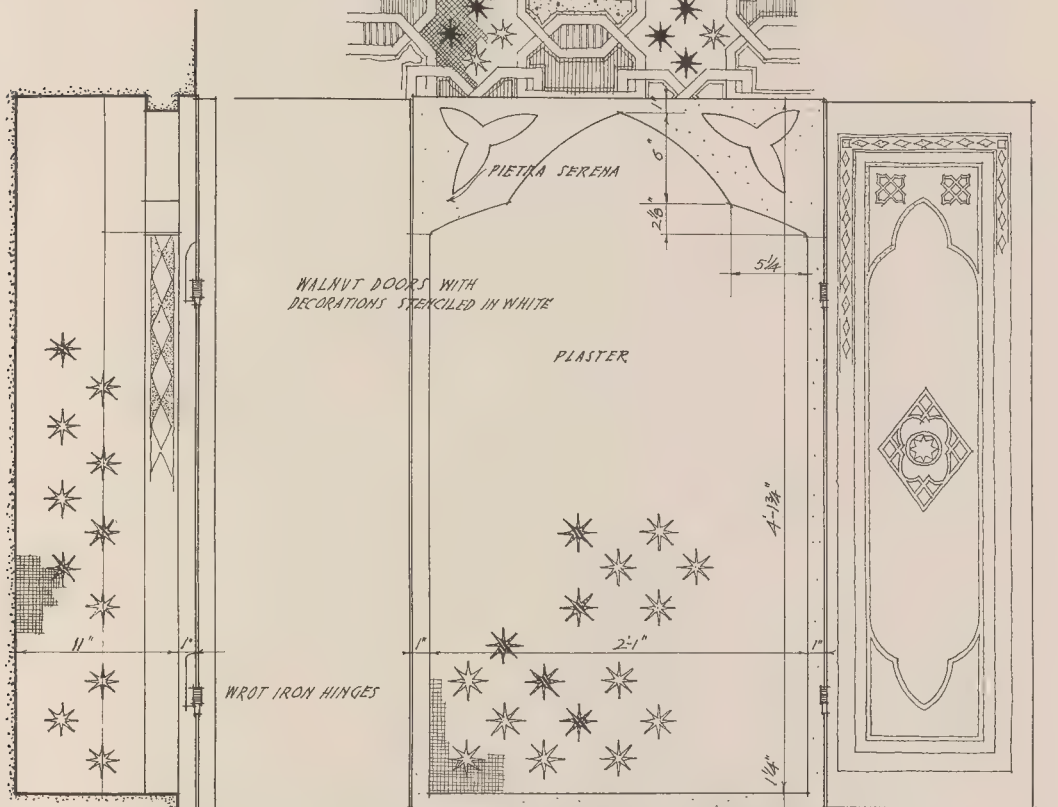 1"
6"
PIETRA SERENA
2⅛"
5¼
WALNUT DOORS WITH
DECORATIONS STENCILED IN WHITE
PLASTER
4'-1¾"
11"
1"
1"
2'-1"
1"
WROT IRON HINGES
1¼"